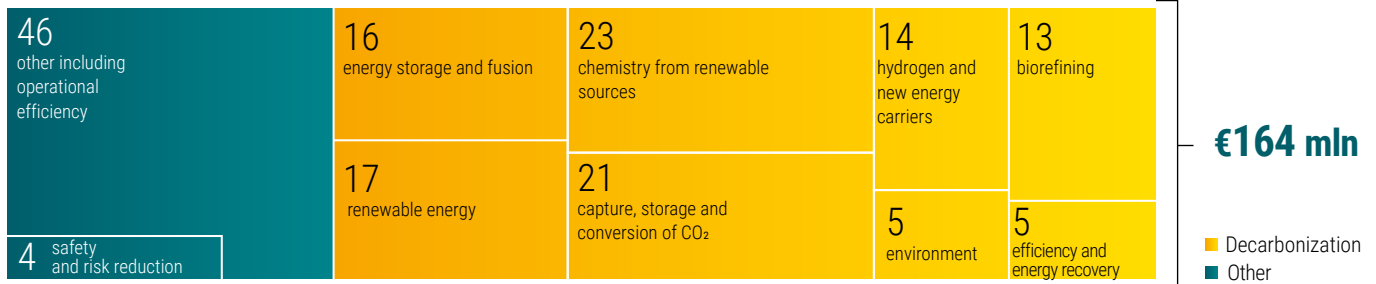 46
other including
operational
efficiency
4
safety
and risk reduction
16
energy storage and fusion
17
renewable energy
23
chemistry from renewable
sources
21
capture, storage and
conversion of CO₂
14
hydrogen and
new energy
carriers
5
environment
13
biorefining
5
efficiency and
energy recovery
€164 mln
Decarbonization
Other